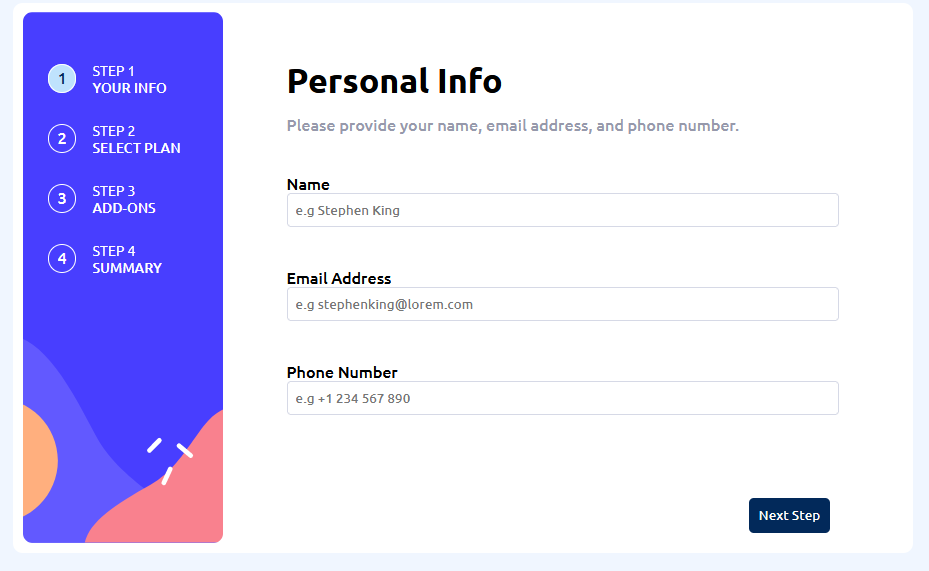 1
STEP 1
YOUR INFO
2
STEP 2
SELECT PLAN
3
STEP 3
ADD-ONS
4
STEP 4
SUMMARY
Personal Info
Please provide your name, email address, and phone number.
Name
e.g Stephen King
Email Address
e.g stephenking@lorem.com
Phone Number
e.g +1 234 567 890
Next Step